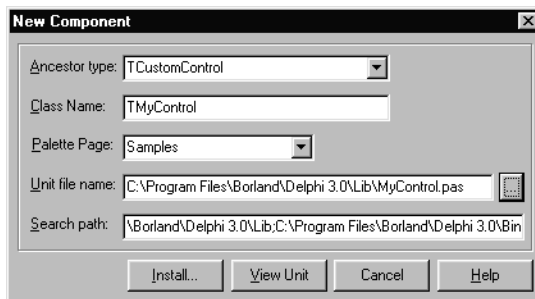 New Component
Ancestor type: TCustomControl
Class Name: TMyControl
Palette Page: Samples
Unit file name: C:\Program Files\Borland\Delphi 3.0\Lib\MyControl.pas ...
Search path: \Borland\Delphi 3.0\Lib;C:\Program Files\Borland\Delphi 3.0\Bin
Install... View Unit Cancel Help